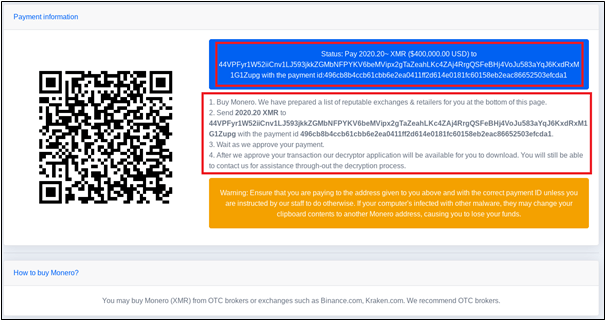 Payment information
Status: Pay 2020.20~ XMR ($400,000.00 USD) to
44VPFyr1W52iiCnv1LJ593jkkZGMbNFPYKV6beMVipx2gTaZeahLKc4ZAj4RrgQSFeBHj4VoJu583aYqJ6KxdRxM
1G1Zupg with the payment id:496cb8b4ccb61cbb6e2ea0411ff2d614e0181fc60158eb2eac86652503efcda1
1. Buy Monero. We have prepared a list of reputable exchanges & retailers for you at the bottom of this page.
2. Send 2020.20 XMR to
44VPFyr1W52iiCnv1LJ593jkkZGMbNFPYKV6beMVipx2gTaZeahLKc4ZAj4RrgQSFeBHj4VoJu583aYqJ6KxdRxM1
G1Zupg with the payment id 496cb8b4ccb61cbb6e2ea0411ff2d614e0181fc60158eb2eac86652503efcda1.
3. Wait as we approve your payment.
4. After we approve your transaction our decryptor application will be available for you to download. You will still be
able to contact us for assistance through-out the decryption process.
Warning: Ensure that you are paying to the address given to you above and with the correct payment ID unless you
are instructed by our staff to do otherwise. If your computer's infected with other malware, they may change your
clipboard contents to another Monero address, causing you to lose your funds.
How to buy Monero?
You may buy Monero (XMR) from OTC brokers or exchanges such as Binance.com, Kraken.com. We recommend OTC brokers.